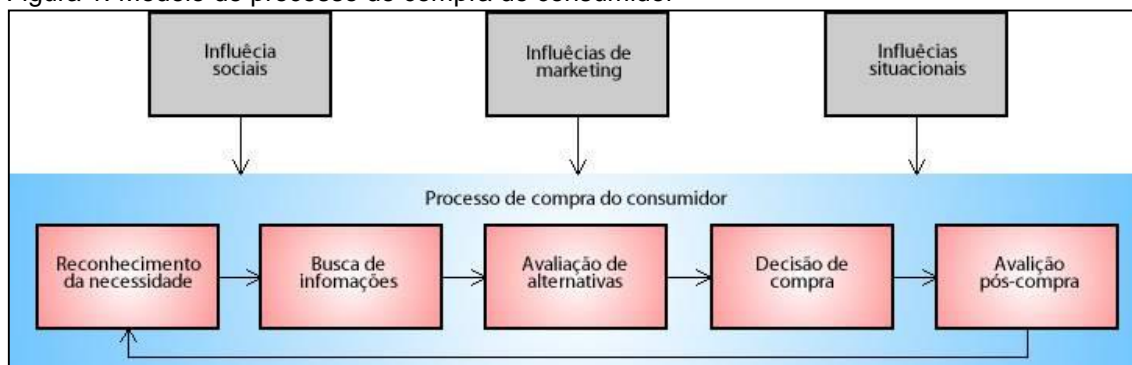 Figura 1: Modelo do processo de compra do consumidor
Influêcia
sociais
Influêcias de
marketing
Influêcias
situacionais
Processo de compra do consumidor
Reconhecimento
da necessidade
Busca de
infomações
Avaliação de
alternativas
Decisão de
compra
Avalição
pós-compra